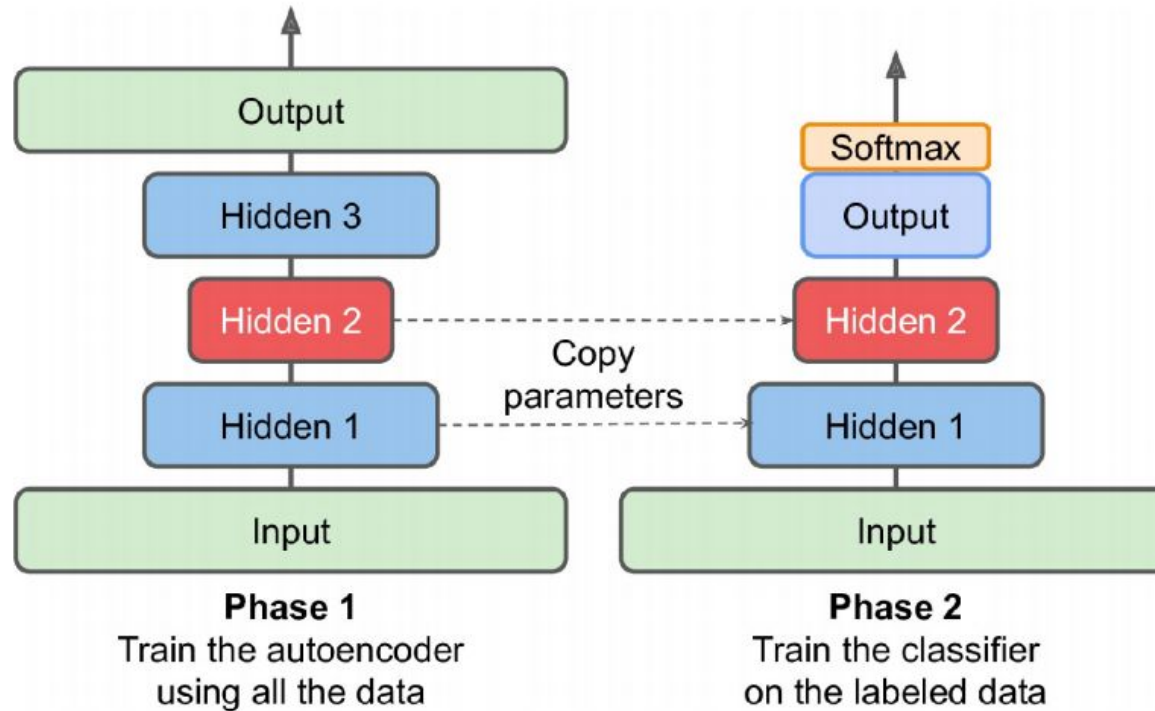 Output
Hidden 3
Hidden 2
Hidden 1
Input
Phase 1
Train the autoencoder
using all the data
Copy
parameters
Softmax
Output
Hidden 2
Hidden 1
Input
Phase 2
Train the classifier
on the labeled data